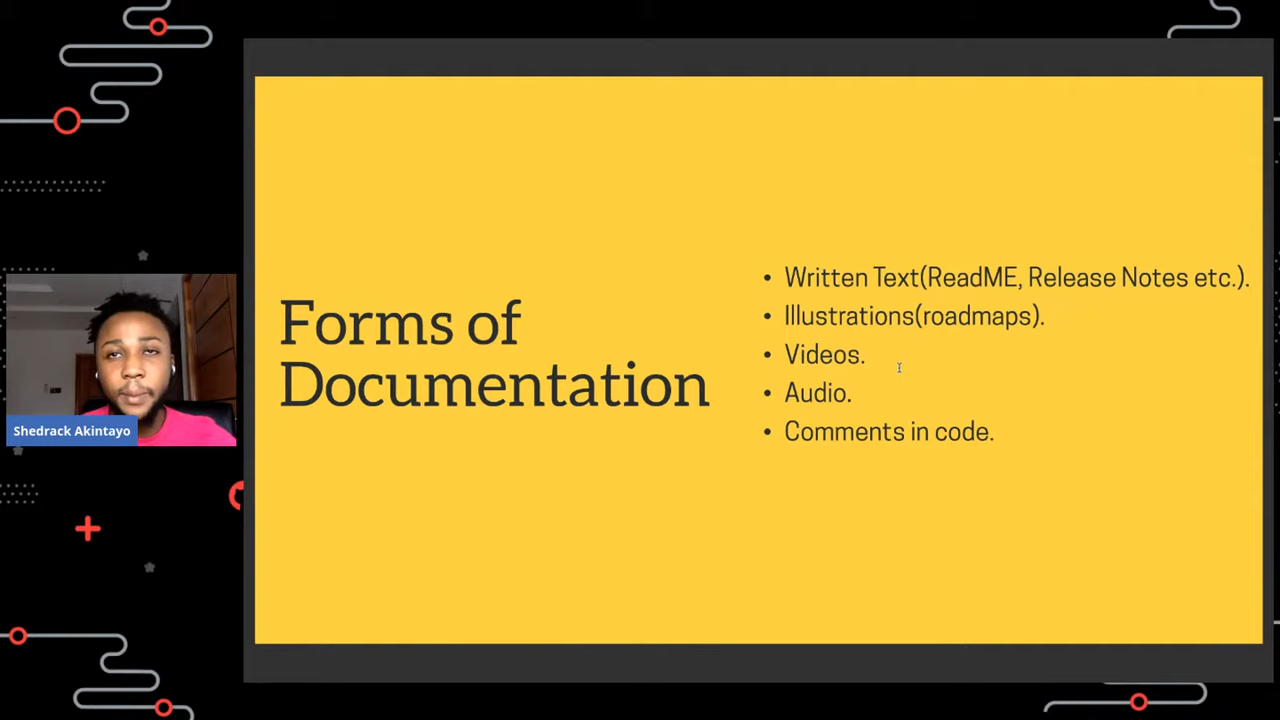 Forms of
Documentation
• Written Text(ReadME, Release Notes etc.).
• Illustrations(roadmaps).
• Videos.
• Audio.
• Comments in code.
Shedrack Akintayo